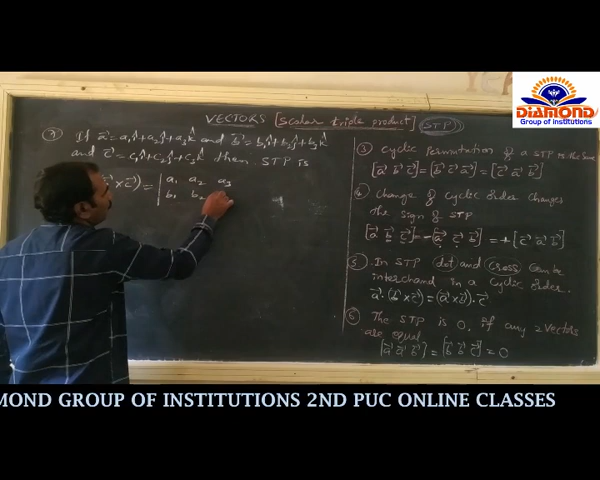 VECTORS [Scalar triple product] (STP)
⑦ If a⃗ = a₁î+a₂ĵ+a₃k̂ and b⃗ = b₁î+b₂ĵ+b₃k̂
and c⃗ = c₁î+c₂ĵ+c₃k̂ then STP is
×c⃗) = | a₁ a₂ a₃
b₁ b₂
③ Cyclic permutation of a STP is the same
[a⃗ b⃗ c⃗] = [b⃗ c⃗ a⃗] = [c⃗ a⃗ b⃗]
④ Change of cyclic order changes
the sign of STP
[a⃗ b⃗ c⃗] = -[a⃗ c⃗ b⃗] = +[c⃗ a⃗ b⃗]
⑤ In STP dot and cross can be
interchand in a cyclic order.
a⃗·(b⃗×c⃗) = (a⃗×b⃗)·c⃗
⑥ The STP is 0, if any 2 vectors
are equal
[a⃗ a⃗ b⃗] = [b⃗ b⃗ c⃗] = 0
DIAMOND
Group of Institutions
MOND GROUP OF INSTITUTIONS 2ND PUC ONLINE CLASSES